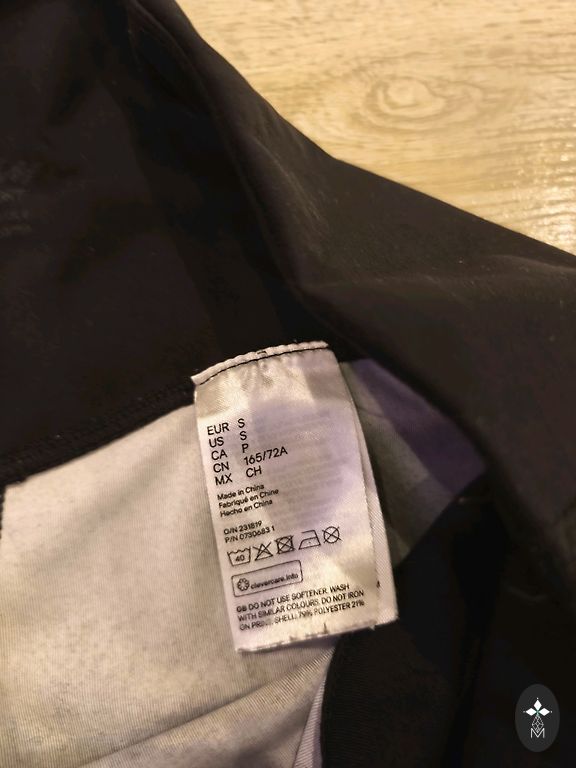 EUR S
US S
CA P
CN 165/72A
MX CH
Made in China
Fabriqué en Chine
Hecho en China
O/N 231819
P/N 0730683 1
40
clevercare.info
GB DO NOT USE SOFTENER. WASH
WITH SIMILAR COLOURS. DO NOT IRON
ON PRINT. SHELL: 79% POLYESTER 21%
M